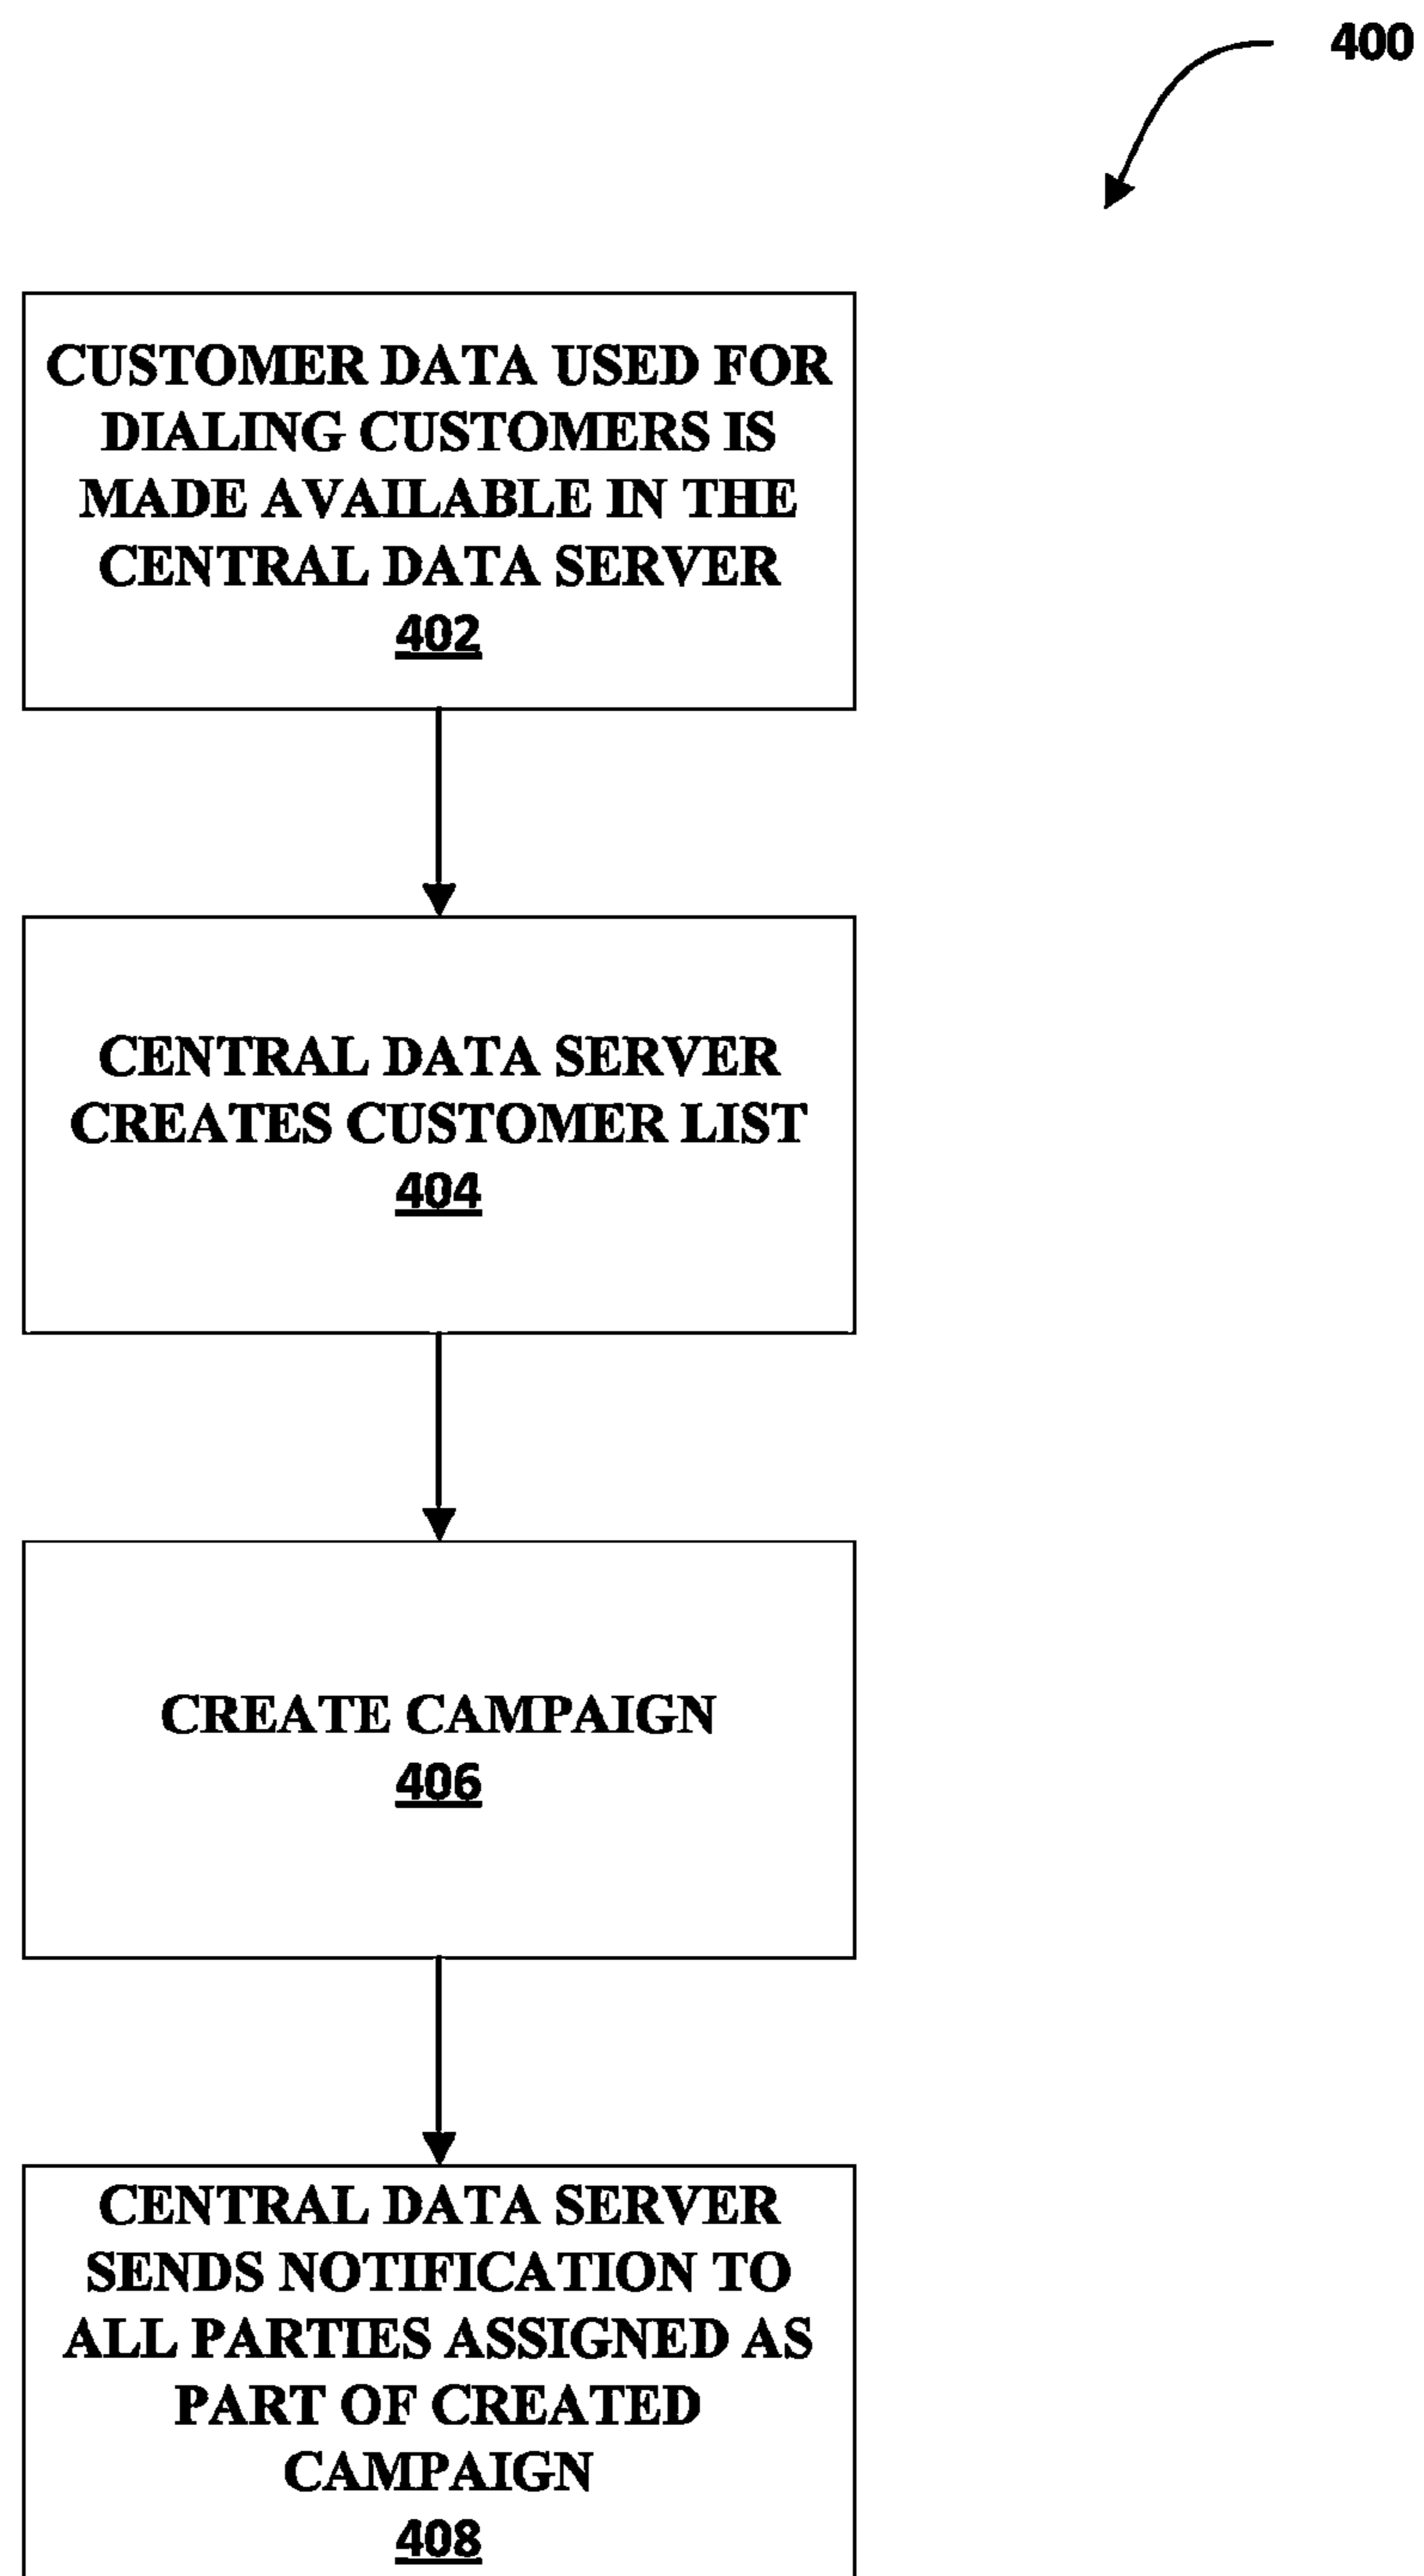 400
CUSTOMER DATA USED FOR
DIALING CUSTOMERS IS
MADE AVAILABLE IN THE
CENTRAL DATA SERVER
402
CENTRAL DATA SERVER
CREATES CUSTOMER LIST
404
CREATE CAMPAIGN
406
CENTRAL DATA SERVER
SENDS NOTIFICATION TO
ALL PARTIES ASSIGNED AS
PART OF CREATED
CAMPAIGN
408